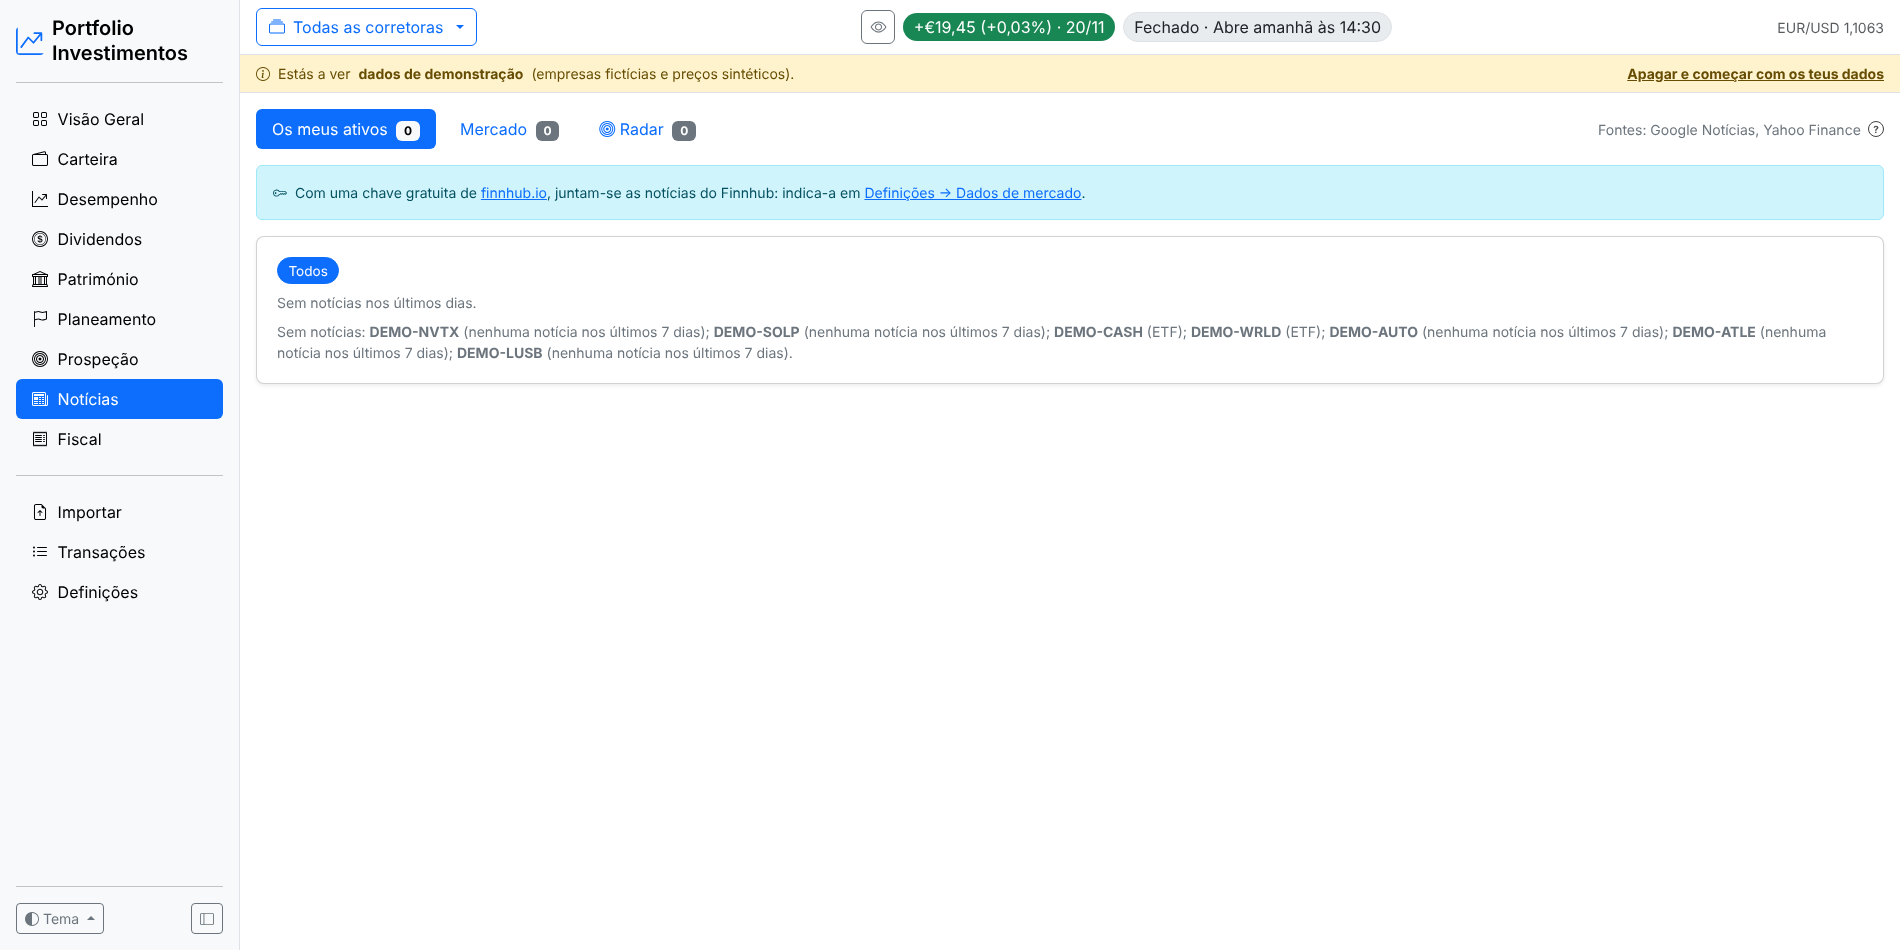 Portfolio
Investimentos
Visão Geral
Carteira
Desempenho
Dividendos
Património
Planeamento
Prospeção
Notícias
Fiscal
Importar
Transações
Definições
Tema
Todas as corretoras
+€19,45 (+0,03%) · 20/11
Fechado · Abre amanhã às 14:30
EUR/USD 1,1063
Estás a ver dados de demonstração (empresas fictícias e preços sintéticos).
Apagar e começar com os teus dados
Os meus ativos 0
Mercado 0
Radar 0
Fontes: Google Notícias, Yahoo Finance ?
Com uma chave gratuita de finnhub.io, juntam-se as notícias do Finnhub: indica-a em Definições → Dados de mercado.
Todos
Sem notícias nos últimos dias.
Sem notícias: DEMO-NVTX (nenhuma notícia nos últimos 7 dias); DEMO-SOLP (nenhuma notícia nos últimos 7 dias); DEMO-CASH (ETF); DEMO-WRLD (ETF); DEMO-AUTO (nenhuma notícia nos últimos 7 dias); DEMO-ATLE (nenhuma
notícia nos últimos 7 dias); DEMO-LUSB (nenhuma notícia nos últimos 7 dias).